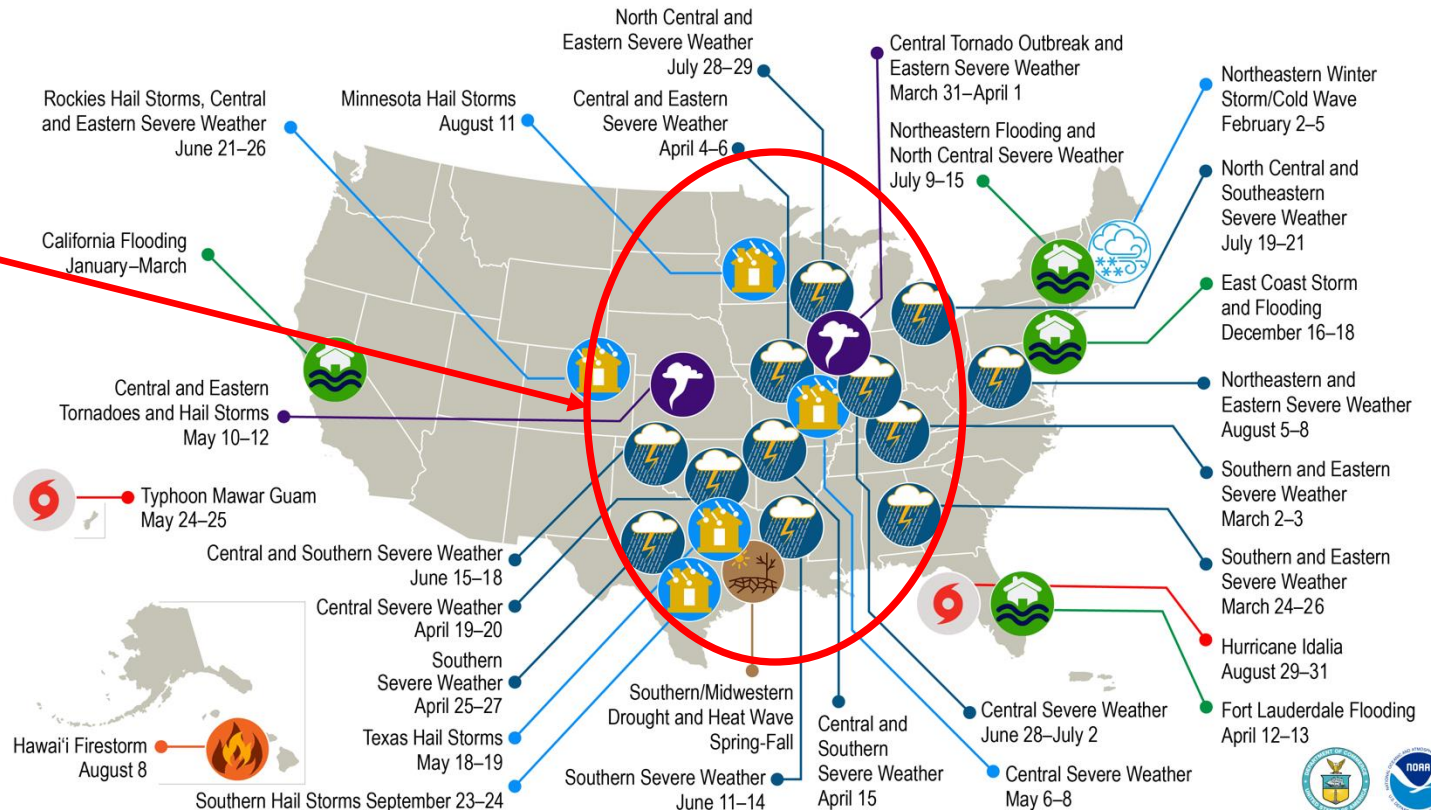 North Central and
Eastern Severe Weather
July 28–29
Central Tornado Outbreak and
Eastern Severe Weather
March 31–April 1
Northeastern Winter
Storm/Cold Wave
February 2–5
Rockies Hail Storms, Central
and Eastern Severe Weather
June 21–26
Minnesota Hail Storms
August 11
Central and Eastern
Severe Weather
April 4–6
Northeastern Flooding and
North Central Severe Weather
July 9–15
North Central and
Southeastern
Severe Weather
July 19–21
California Flooding
January–March
East Coast Storm
and Flooding
December 16–18
Central and Eastern
Tornadoes and Hail Storms
May 10–12
Northeastern and
Eastern Severe Weather
August 5–8
Typhoon Mawar Guam
May 24–25
Southern and Eastern
Severe Weather
March 2–3
Central and Southern Severe Weather
June 15–18
Southern and Eastern
Severe Weather
March 24–26
Central Severe Weather
April 19–20
Hurricane Idalia
August 29–31
Southern
Severe Weather
April 25–27
Southern/Midwestern
Drought and Heat Wave
Spring-Fall
Central and
Southern
Severe Weather
April 15
Central Severe Weather
June 28–July 2
Fort Lauderdale Flooding
April 12–13
Hawai‘i Firestorm
August 8
Texas Hail Storms
May 18–19
Southern Severe Weather
June 11–14
Central Severe Weather
May 6–8
Southern Hail Storms September 23–24
NOAA